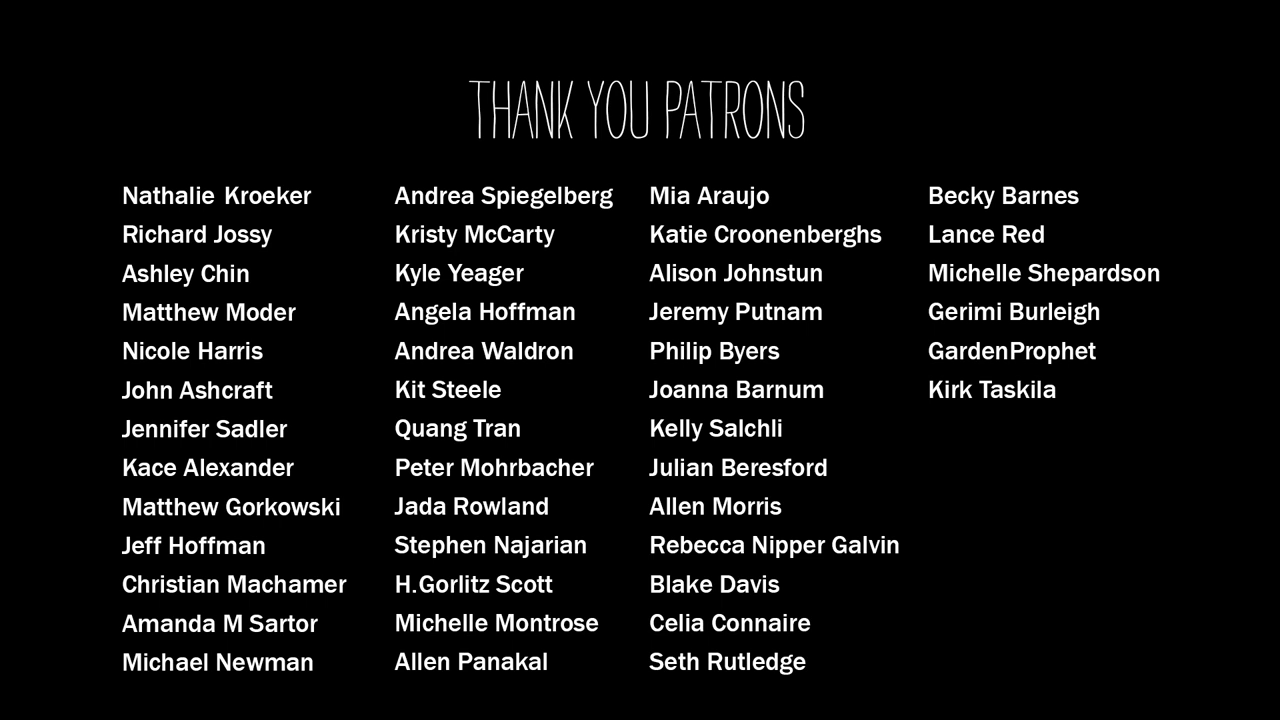 THANK YOU PATRONS
Nathalie Kroeker
Richard Jossy
Ashley Chin
Matthew Moder
Nicole Harris
John Ashcraft
Jennifer Sadler
Kace Alexander
Matthew Gorkowski
Jeff Hoffman
Christian Machamer
Amanda M Sartor
Michael Newman
Andrea Spiegelberg
Kristy McCarty
Kyle Yeager
Angela Hoffman
Andrea Waldron
Kit Steele
Quang Tran
Peter Mohrbacher
Jada Rowland
Stephen Najarian
H.Gorlitz Scott
Michelle Montrose
Allen Panakal
Mia Araujo
Katie Croonenberghs
Alison Johnstun
Jeremy Putnam
Philip Byers
Joanna Barnum
Kelly Salchli
Julian Beresford
Allen Morris
Rebecca Nipper Galvin
Blake Davis
Celia Connaire
Seth Rutledge
Becky Barnes
Lance Red
Michelle Shepardson
Gerimi Burleigh
GardenProphet
Kirk Taskila